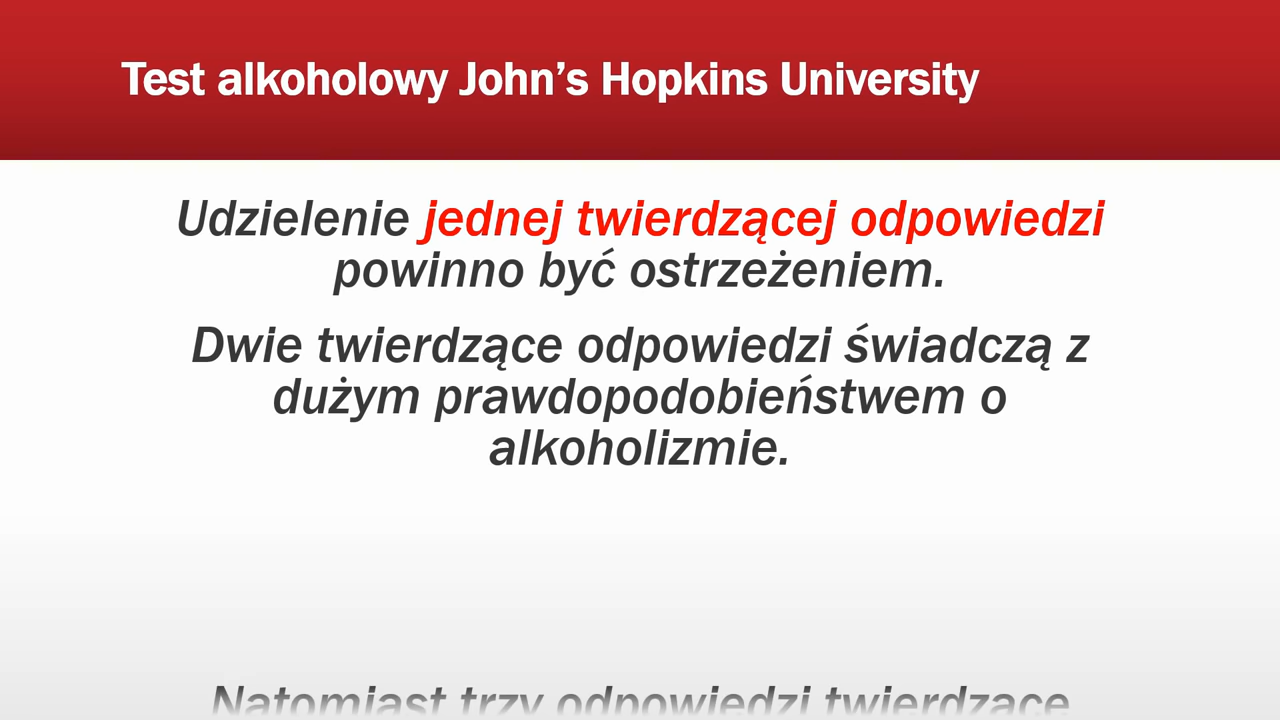 Test alkoholowy John’s Hopkins University
Udzielenie jednej twierdzącej odpowiedzi
powinno być ostrzeżeniem.
Dwie twierdzące odpowiedzi świadczą z
dużym prawdopodobieństwem o
alkoholizmie.
Natomiast trzy odpowiedzi twierdzące